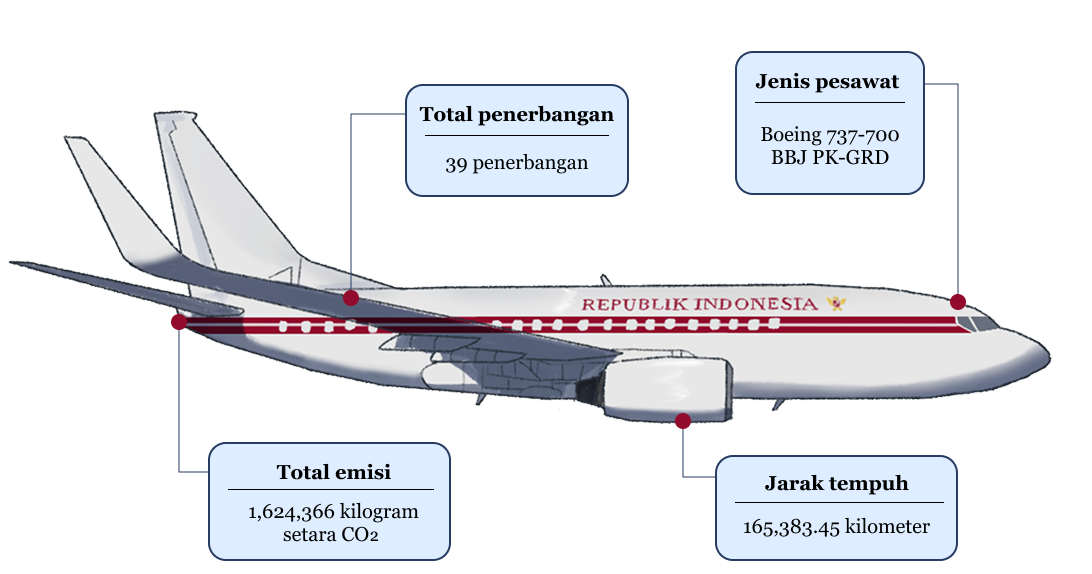 Jenis pesawat
Boeing 737-700
BBJ PK-GRD
Total penerbangan
39 penerbangan
REPUBLIK INDONESIA
Total emisi
1,624,366 kilogram
setara CO2
Jarak tempuh
165,383.45 kilometer